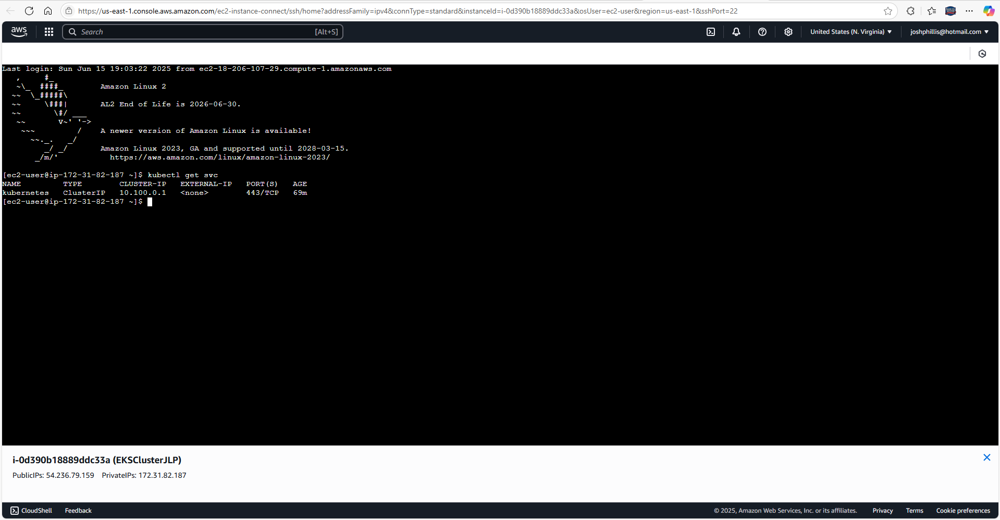 https://us-east-1.console.aws.amazon.com/ec2-instance-connect/ssh/home?addressFamily=ipv4&connType=standard&instanceId=i-0d390b18889ddc33a&osUser=ec2-user&region=us-east-1&sshPort=22
aws Search [Alt+S] United States (N. Virginia) joshphillis@hotmail.com
Last login: Sun Jun 15 19:03:22 2025 from ec2-18-206-107-29.compute-1.amazonaws.com
   ,     #_
   ~\_  ####_        Amazon Linux 2
  ~~  \_#####\
  ~~     \###|       AL2 End of Life is 2026-06-30.
  ~~       \#/ ___
   ~~       V~' '->
    ~~~         /    A newer version of Amazon Linux is available!
      ~~._.   _/
         _/ _/       Amazon Linux 2023, GA and supported until 2028-03-15.
       _/m/'           https://aws.amazon.com/linux/amazon-linux-2023/
[ec2-user@ip-172-31-82-187 ~]$ kubectl get svc
NAME         TYPE        CLUSTER-IP   EXTERNAL-IP   PORT(S)   AGE
kubernetes   ClusterIP   10.100.0.1   <none>        443/TCP   69m
[ec2-user@ip-172-31-82-187 ~]$
i-0d390b18889ddc33a (EKSClusterJLP)
PublicIPs: 54.236.79.159 PrivateIPs: 172.31.82.187
CloudShell Feedback © 2025, Amazon Web Services, Inc. or its affiliates. Privacy Terms Cookie preferences